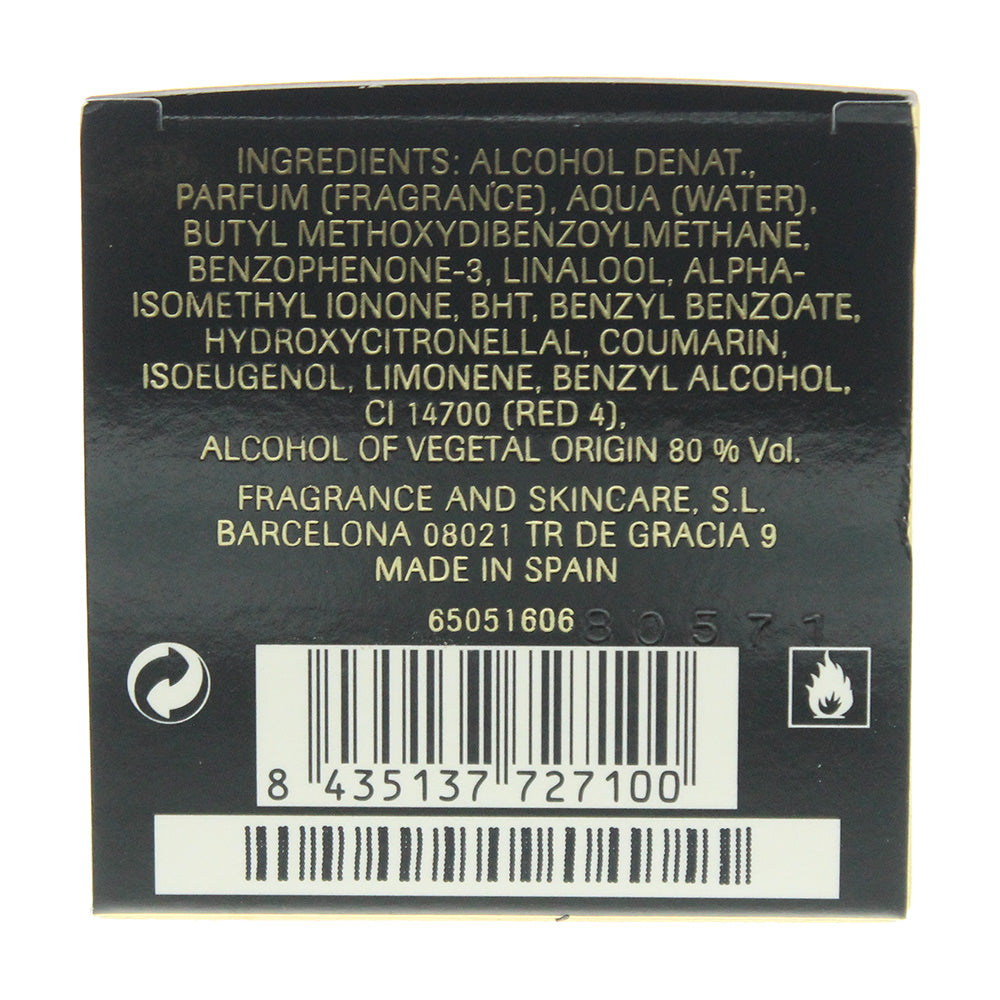 INGREDIENTS: ALCOHOL DENAT.,
PARFUM (FRAGRANCE), AQUA (WATER),
BUTYL METHOXYDIBENZOYLMETHANE,
BENZOPHENONE-3, LINALOOL, ALPHA-
ISOMETHYL IONONE, BHT, BENZYL BENZOATE,
HYDROXYCITRONELLAL, COUMARIN,
ISOEUGENOL, LIMONENE, BENZYL ALCOHOL,
CI 14700 (RED 4),
ALCOHOL OF VEGETAL ORIGIN 80 % Vol.
FRAGRANCE AND SKINCARE, S.L.
BARCELONA 08021 TR DE GRACIA 9
MADE IN SPAIN
65051606 80571
8 435137 727100